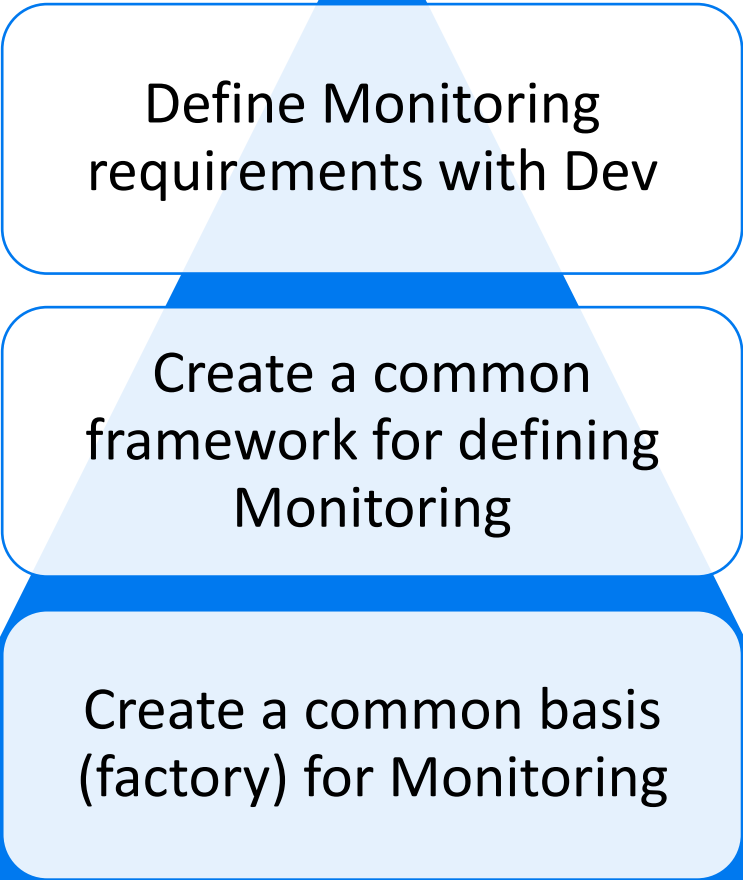 Define Monitoring
requirements with Dev
Create a common
framework for defining
Monitoring
Create a common basis
(factory) for Monitoring